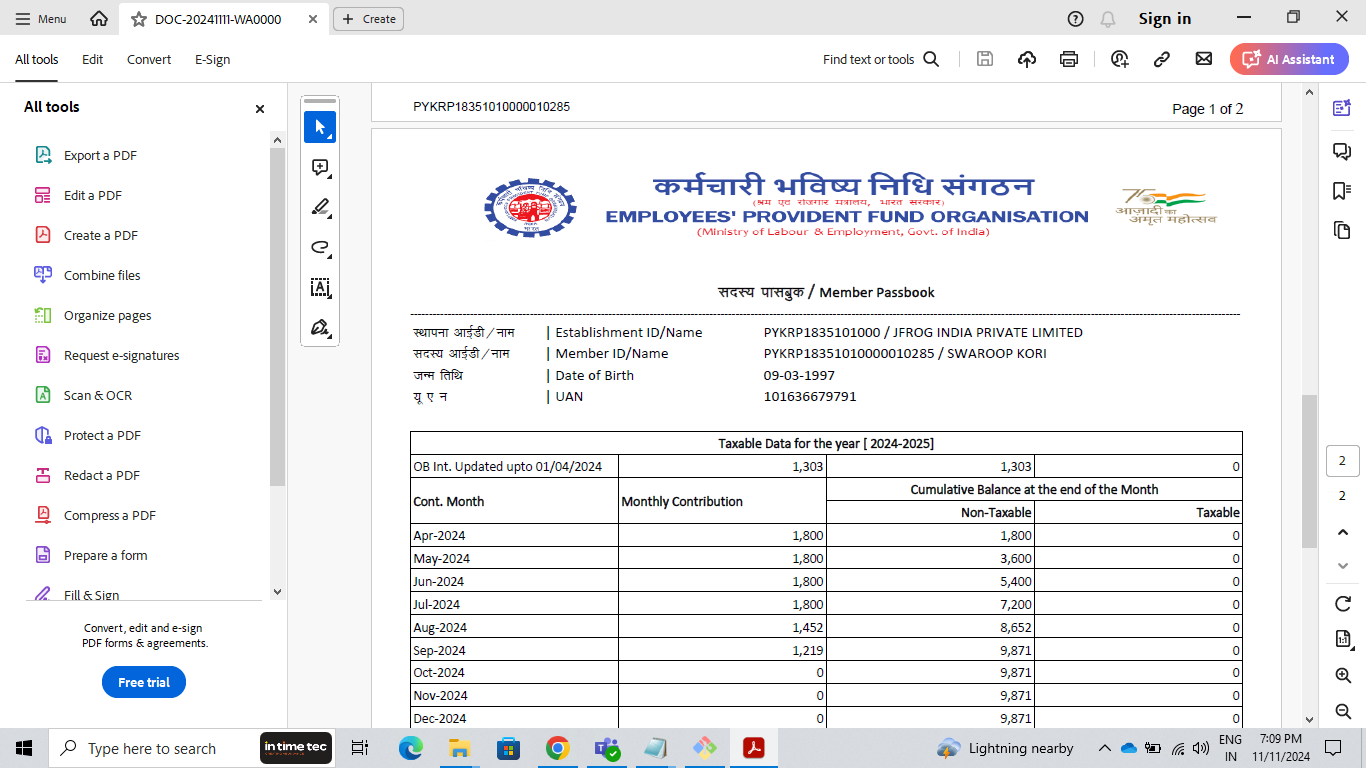 Menu
DOC-20241111-WA0000
Create
Sign in
All tools Edit Convert E-Sign
Find text or tools
AI Assistant
All tools
Export a PDF
Edit a PDF
Create a PDF
Combine files
Organize pages
Request e-signatures
Scan & OCR
Protect a PDF
Redact a PDF
Compress a PDF
Prepare a form
Fill & Sign
Convert, edit and e-sign
PDF forms & agreements.
Free trial
PYKRP18351010000010285 Page 1 of 2
कर्मचारी भविष्य निधि संगठन
(श्रम एवं रोजगार मंत्रालय, भारत सरकार)
EMPLOYEES' PROVIDENT FUND ORGANISATION
(Ministry of Labour & Employment, Govt. of India)
आज़ादी का
अमृत महोत्सव
सदस्य पासबुक / Member Passbook
स्थापना आईडी/नाम | Establishment ID/Name PYKRP1835101000 / JFROG INDIA PRIVATE LIMITED
सदस्य आईडी/नाम | Member ID/Name PYKRP18351010000010285 / SWAROOP KORI
जन्म तिथि | Date of Birth 09-03-1997
यू ए न | UAN 101636679791
Taxable Data for the year [ 2024-2025]
OB Int. Updated upto 01/04/2024 1,303 1,303 0
Cont. Month Monthly Contribution Cumulative Balance at the end of the Month
Non-Taxable Taxable
Apr-2024 1,800 1,800 0
May-2024 1,800 3,600 0
Jun-2024 1,800 5,400 0
Jul-2024 1,800 7,200 0
Aug-2024 1,452 8,652 0
Sep-2024 1,219 9,871 0
Oct-2024 0 9,871 0
Nov-2024 0 9,871 0
Dec-2024 0 9,871 0
2
2
1:1
Type here to search
in time tec
Lightning nearby
ENG
IN
7:09 PM
11/11/2024